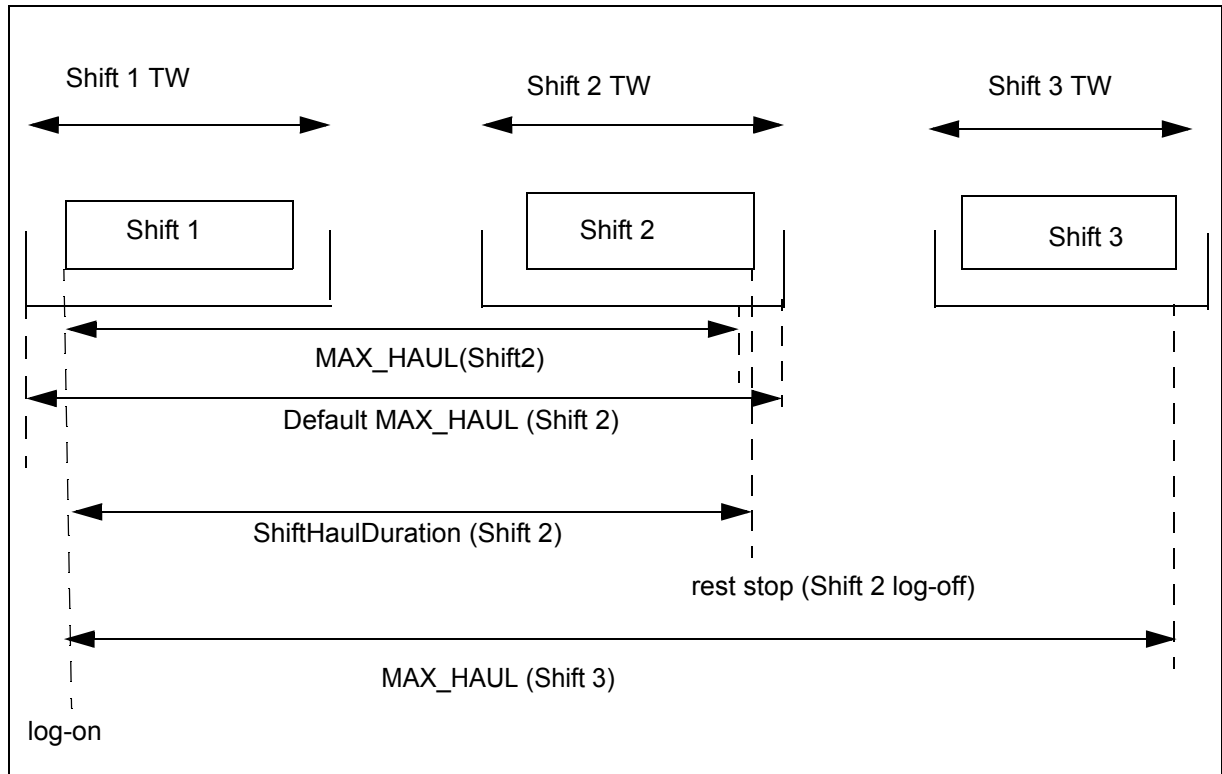 Shift 1 TW
Shift 2 TW
Shift 3 TW
Shift 1
Shift 2
Shift 3
MAX_HAUL(Shift2)
Default MAX_HAUL (Shift 2)
ShiftHaulDuration (Shift 2)
rest stop (Shift 2 log-off)
MAX_HAUL (Shift 3)
log-on